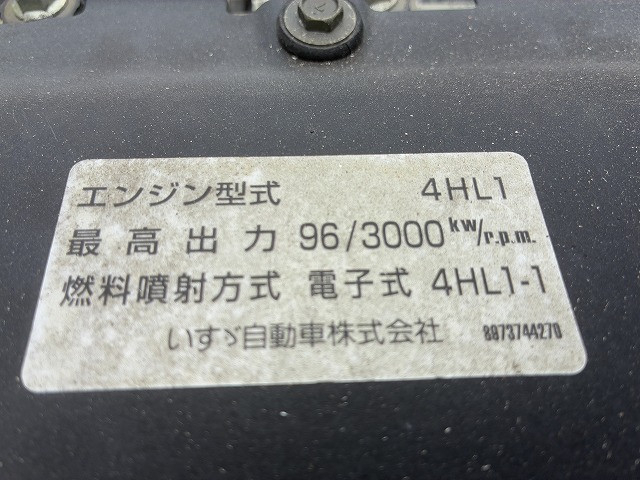 エンジン型式 4HL1
最高出力 96/3000 kw/r.p.m.
燃料噴射方式 電子式 4HL1-1
いすゞ自動車株式会社 8973744270